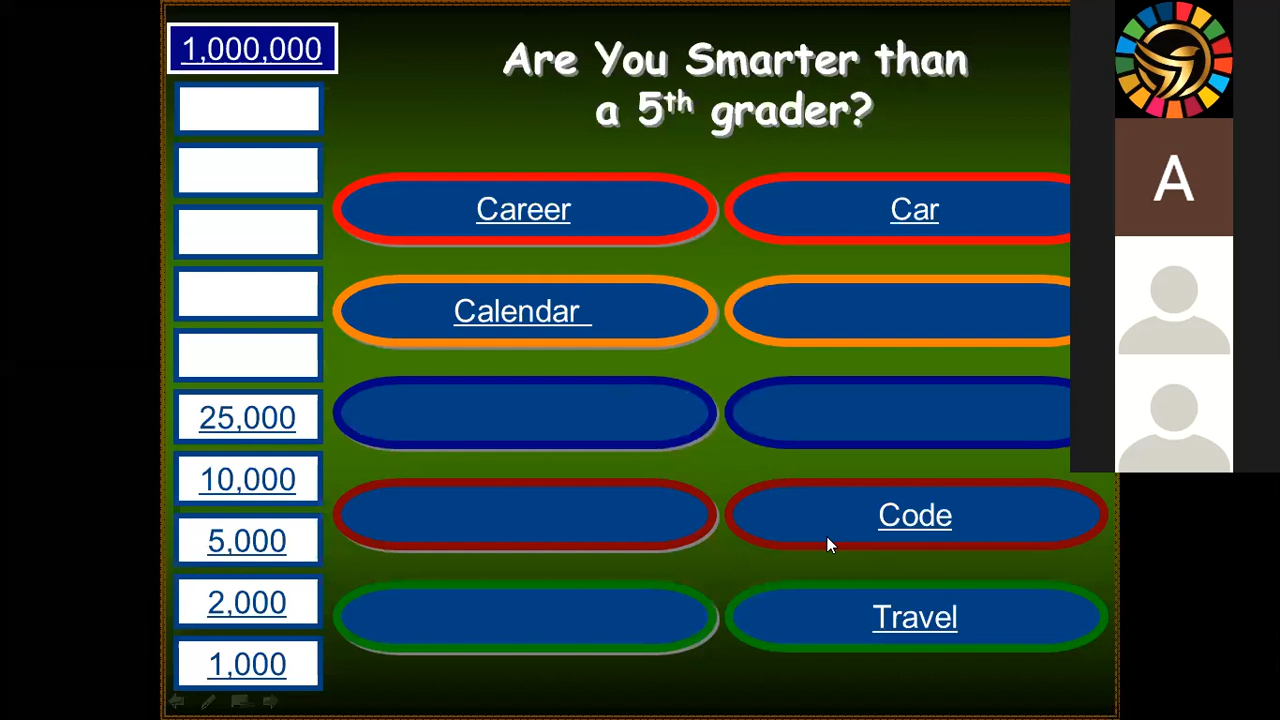 1,000,000
Are You Smarter than
a 5th grader?
A
Career
Car
Calendar
25,000
10,000
Code
5,000
2,000
Travel
1,000